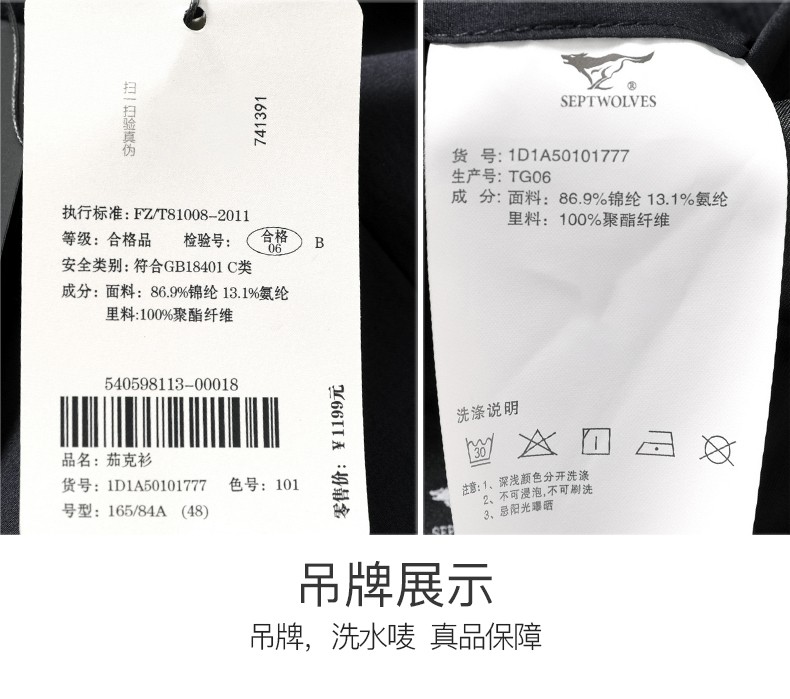 扫一扫验真伪
741391
执行标准: FZ/T81008-2011
等级: 合格品 检验号: 合格 06 B
安全类别: 符合GB18401 C类
成分: 面料: 86.9%锦纶 13.1%氨纶
里料:100%聚酯纤维
540598113-00018
品名: 茄克衫
货号: 1D1A50101777 色号: 101
号型: 165/84A (48)
零售价: ¥1199元
SEPTWOLVES
货 号: 1D1A50101777
生产号: TG06
成 分: 面料: 86.9%锦纶 13.1%氨纶
里料: 100%聚酯纤维
洗涤说明
30
注意: 1、深浅颜色分开洗涤
2、不可浸泡,不可刷洗
3、忌阳光曝晒
吊牌展示
吊牌, 洗水唛 真品保障